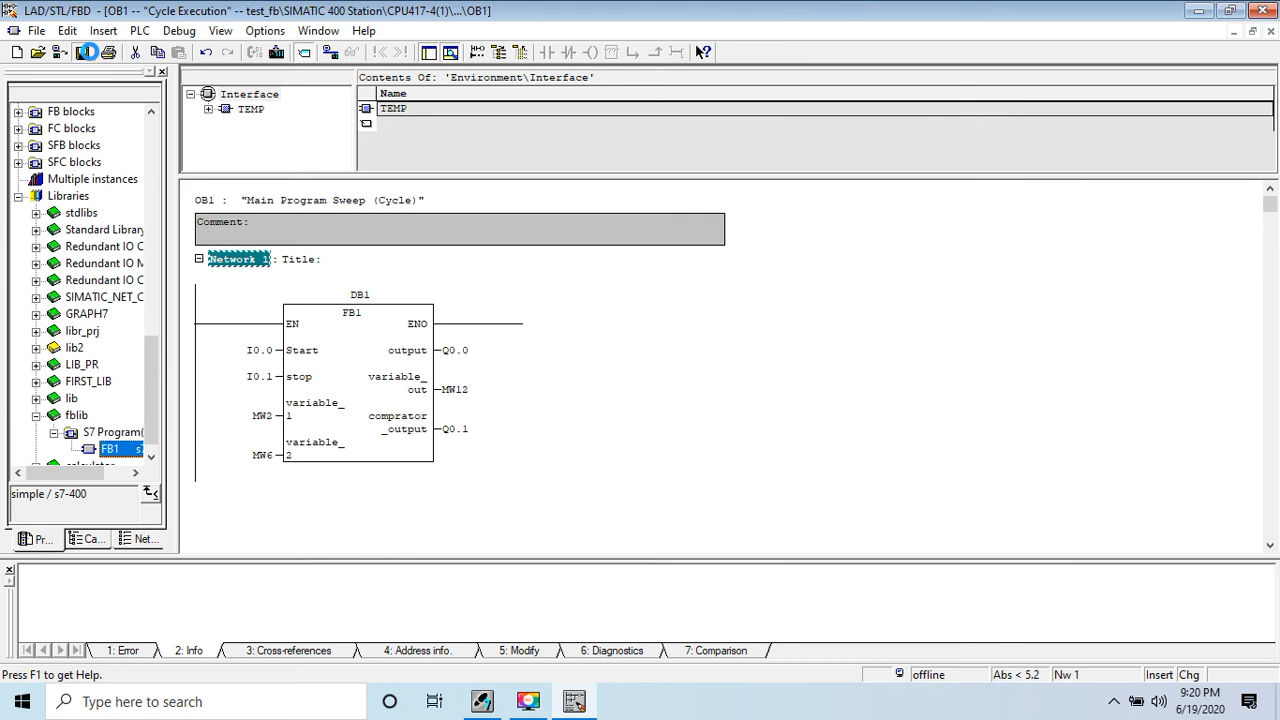 LAD/STL/FBD - [OB1 -- "Cycle Execution" -- test_fb\SIMATIC 400 Station\CPU417-4(1)\...\OB1]
File Edit Insert PLC Debug View Options Window Help
Contents Of: 'Environment\Interface'
Interface
TEMP
Name
TEMP
FB blocks
FC blocks
SFB blocks
SFC blocks
Multiple instances
Libraries
stdlibs
Standard Library
Redundant IO C
Redundant IO M
Redundant IO C
SIMATIC_NET_C
GRAPH7
libr_prj
lib2
LIB_PR
FIRST_LIB
lib
fblib
S7 Program(
FB1 s
simple / s7-400
Pr... Ca... Net...
OB1 : "Main Program Sweep (Cycle)"
Comment:
Network 1: Title:
DB1
FB1
EN ENO
I0.0 Start output Q0.0
I0.1 stop variable_
out MW12
variable_
MW2 1 comprator
_output Q0.1
variable_
MW6 2
1: Error 2: Info 3: Cross-references 4: Address info. 5: Modify 6: Diagnostics 7: Comparison
Press F1 to get Help. offline Abs < 5.2 Nw 1 Insert Chg
Type here to search
9:20 PM
6/19/2020